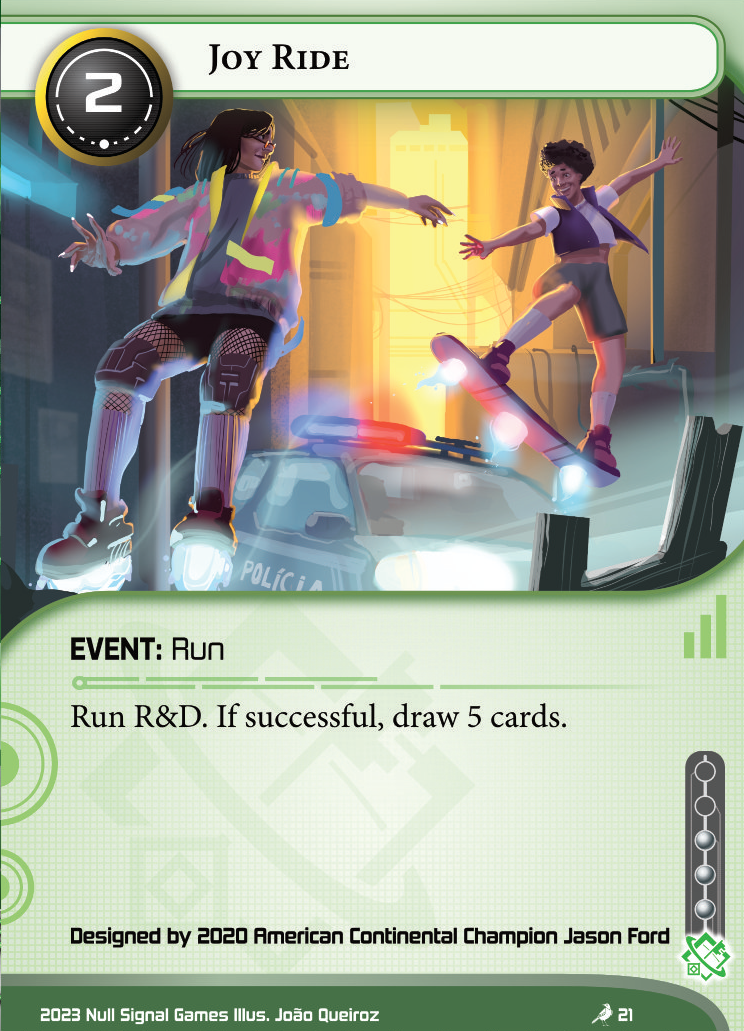 2
Joy Ride
POLÍCIA
EVENT: Run
Run R&D. If successful, draw 5 cards.
Designed by 2020 American Continental Champion Jason Ford
2023 Null Signal Games Illus. João Queiroz
21